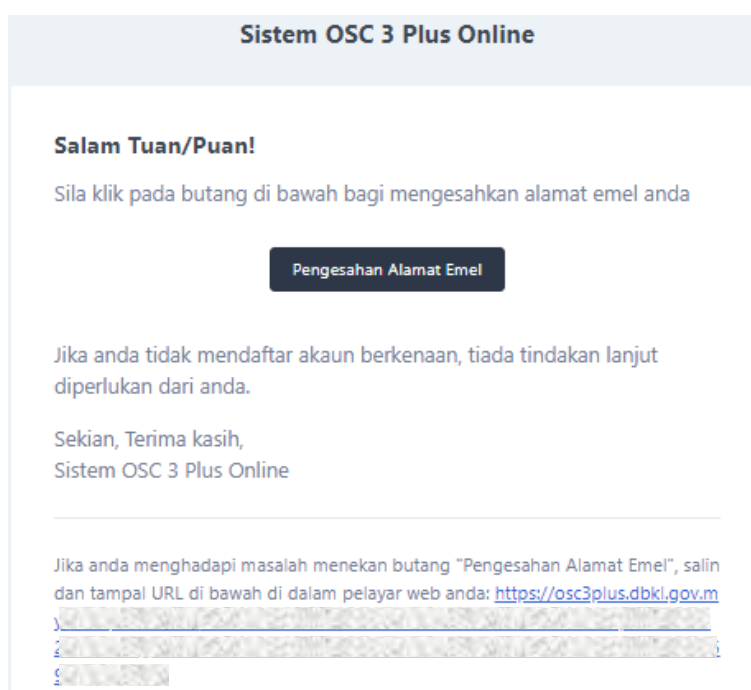 Sistem OSC 3 Plus Online
Salam Tuan/Puan!
Sila klik pada butang di bawah bagi mengesahkan alamat emel anda
Pengesahan Alamat Emel
Jika anda tidak mendaftar akaun berkenaan, tiada tindakan lanjut
diperlukan dari anda.
Sekian, Terima kasih,
Sistem OSC 3 Plus Online
Jika anda menghadapi masalah menekan butang "Pengesahan Alamat Emel", salin
dan tampal URL di bawah di dalam pelayar web anda: https://osc3plus.dbkl.gov.m